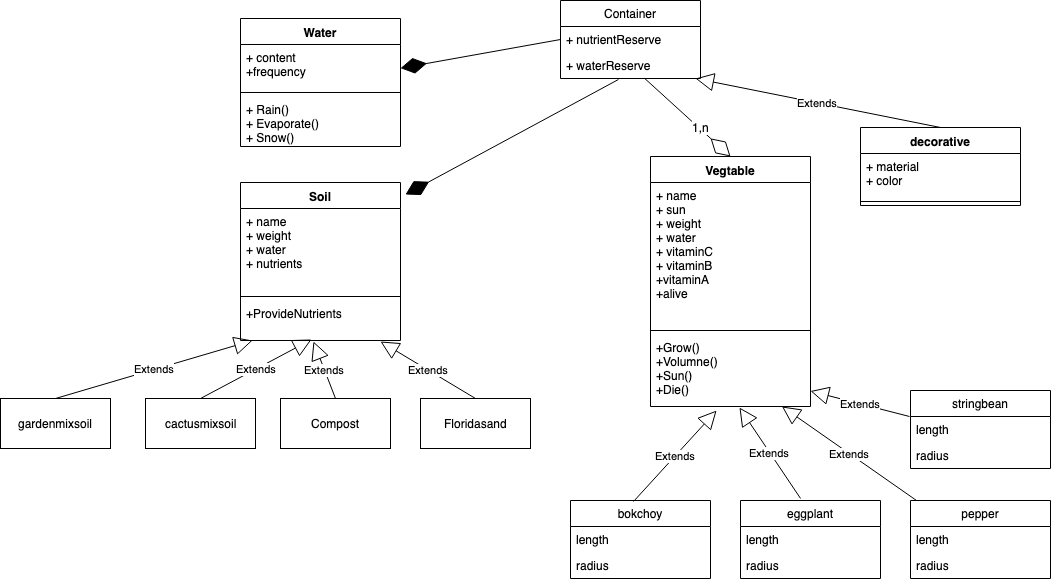 Water
+ content
+frequency
+ Rain()
+ Evaporate()
+ Snow()
Container
+ nutrientReserve
+ waterReserve
Extends
decorative
+ material
+ color
1,n
Soil
+ name
+ weight
+ water
+ nutrients
+ProvideNutrients
Vegtable
+ name
+ sun
+ weight
+ water
+ vitaminC
+ vitaminB
+vitaminA
+alive
+Grow()
+Volumne()
+Sun()
+Die()
Extends
Extends
Extends
Extends
gardenmixsoil
cactusmixsoil
Compost
Floridasand
Extends
stringbean
length
radius
Extends
Extends
Extends
bokchoy
length
radius
eggplant
length
radius
pepper
length
radius